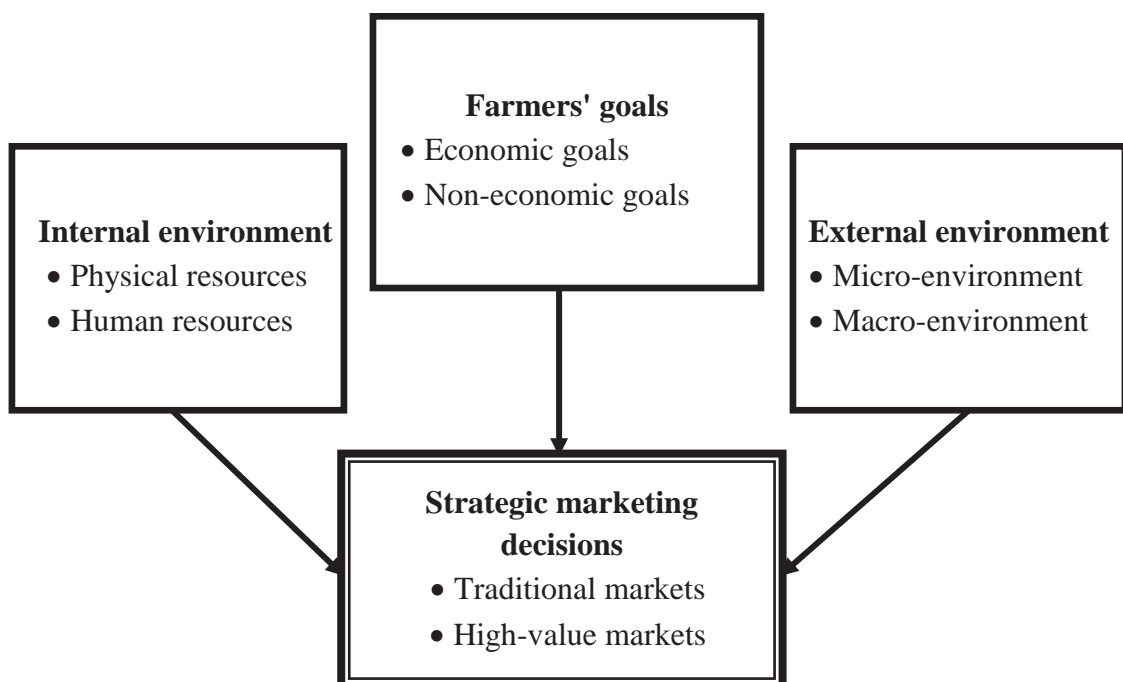 Farmers' goals
• Economic goals
• Non-economic goals
Internal environment
• Physical resources
• Human resources
External environment
• Micro-environment
• Macro-environment
Strategic marketing
decisions
• Traditional markets
• High-value markets